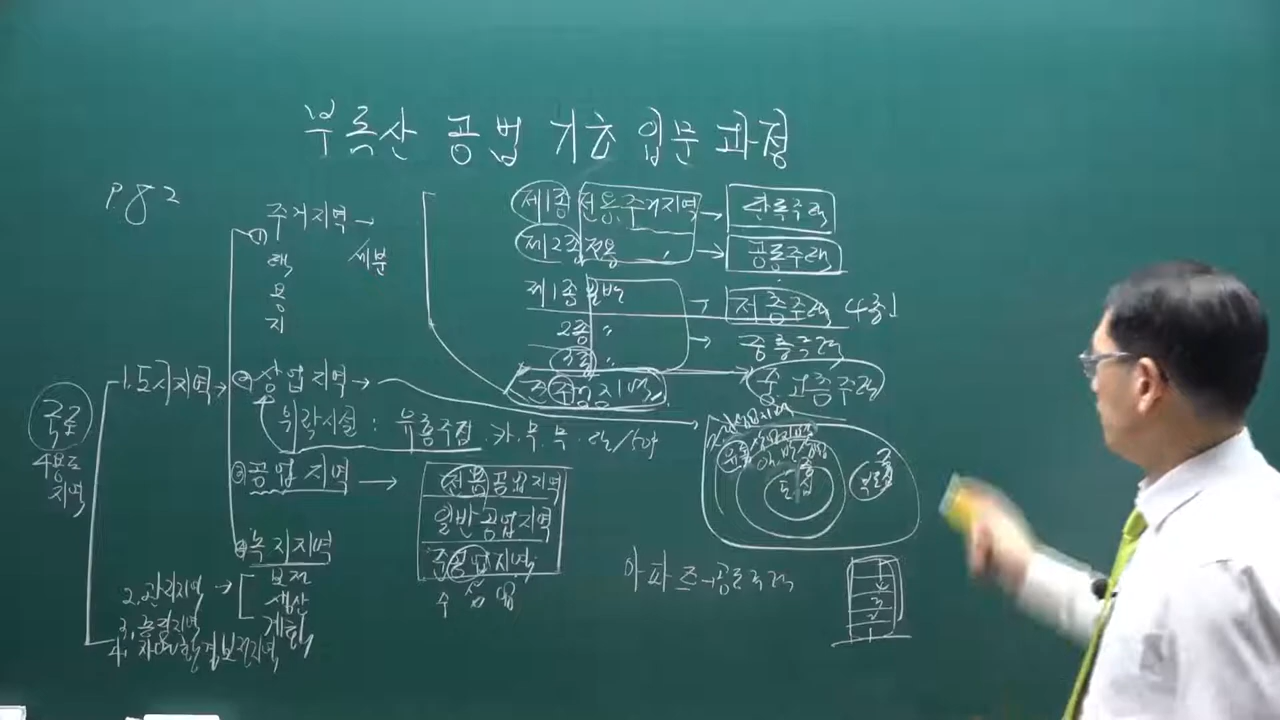 부동산 공법 기초 입문 과정
P82
주거지역 →
세분
택
용
지
제1종 전용주거지역 → 단독주택
제2종 전용 〃 → 공동주택
제1종 일반 → 저층주택 4층↓
2종 〃 → 중층주택
3종 〃
준주거지역 → 중 고층주택
국토
4용도
지역
1. 도시지역 →
② 상업지역 →
위락시설 : 유흥주점
③ 공업지역 →
전용공업지역
일반공업지역
준공업지역
④ 녹지지역
보전
생산
계획
2. 관리지역 →
3. 농림지역
4. 자연환경보전지역
중심
유통
아파트 → 공동주택